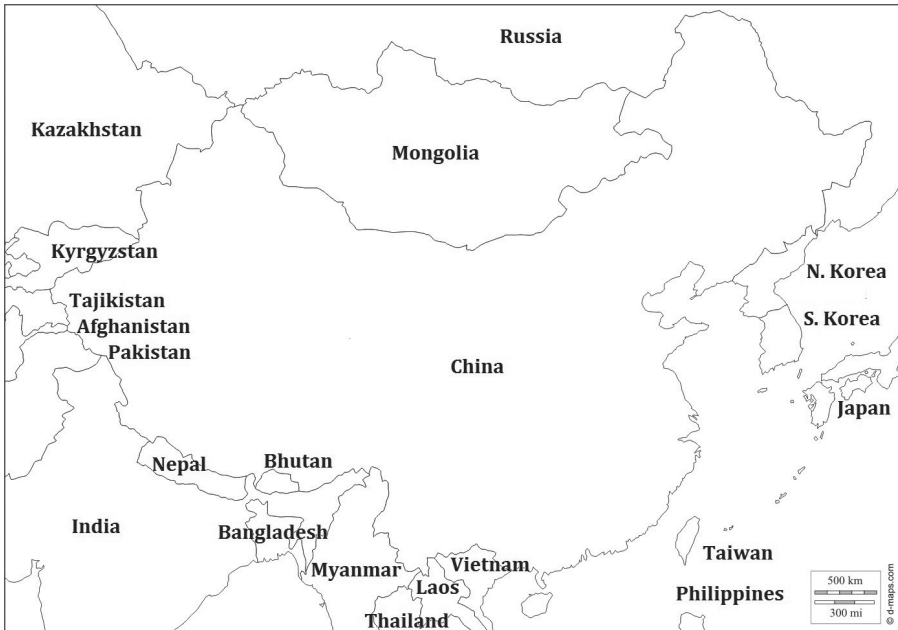 Russia
Kazakhstan
Mongolia
Kyrgyzstan
N. Korea
Tajikistan
S. Korea
Afghanistan
Pakistan
China
Japan
Nepal
Bhutan
India
Bangladesh
Taiwan
Vietnam
Myanmar
Laos
Philippines
Thailand
500 km
300 mi
© d-maps.com